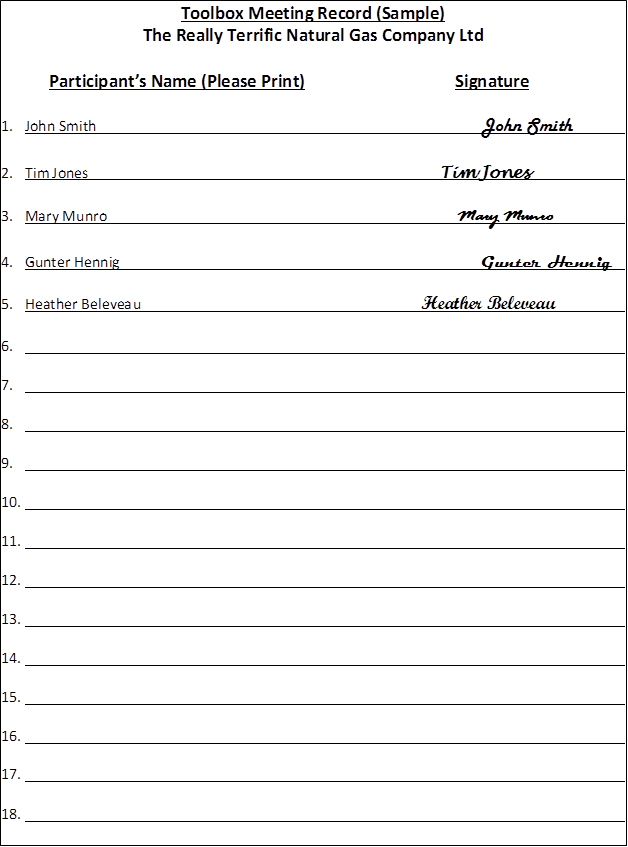 Toolbox Meeting Record (Sample)
The Really Terrific Natural Gas Company Ltd
Participant's Name (Please Print) Signature
1. John Smith John Smith
2. Tim Jones Tim Jones
3. Mary Munro Mary Munro
4. Gunter Hennig Gunter Hennig
5. Heather Beleveau Heather Beleveau
6.
7.
8.
9.
10.
11.
12.
13.
14.
15.
16.
17.
18.